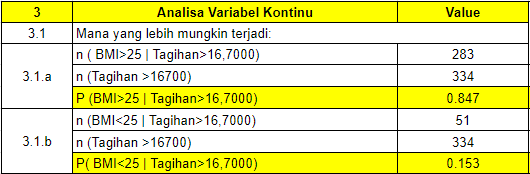 3 Analisa Variabel Kontinu Value
3.1 Mana yang lebih mungkin terjadi:
3.1.a
n ( BMI>25 | Tagihan>16,7000) 283
n (Tagihan >16700) 334
P (BMI>25 | Tagihan>16,7000) 0.847
3.1.b
n (BMI<25 | Tagihan>16,7000) 51
n (Tagihan >16700) 334
P( BMI<25 | Tagihan>16,7000) 0.153